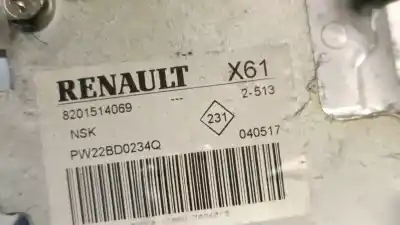 RENAULT X61
8201514069 --- 2-513
NSK 231
PW22BD0234Q 040517